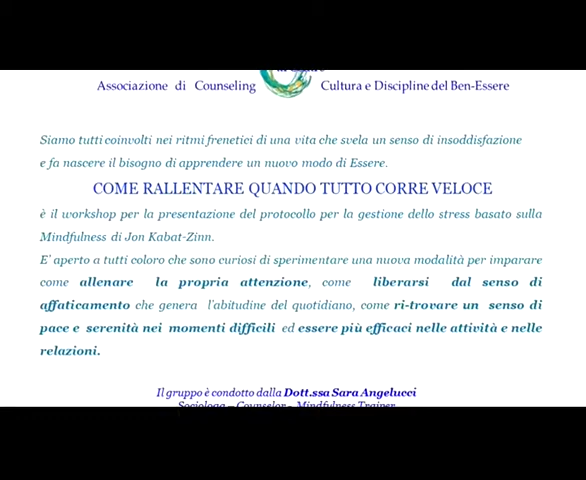 Associazione di Counseling Cultura e Discipline del Ben-Essere
Siamo tutti coinvolti nei ritmi frenetici di una vita che svela un senso di insoddisfazione
e fa nascere il bisogno di apprendere un nuovo modo di Essere.
COME RALLENTARE QUANDO TUTTO CORRE VELOCE
è il workshop per la presentazione del protocollo per la gestione dello stress basato sulla
Mindfulness di Jon Kabat-Zinn.
E' aperto a tutti coloro che sono curiosi di sperimentare una nuova modalità per imparare
come allenare la propria attenzione, come liberarsi dal senso di
affaticamento che genera l'abitudine del quotidiano, come ri-trovare un senso di
pace e serenità nei momenti difficili ed essere più efficaci nelle attività e nelle
relazioni.
Il gruppo è condotto dalla Dott.ssa Sara Angelucci
Sociologa – Counselor – Mindfulness Trainer